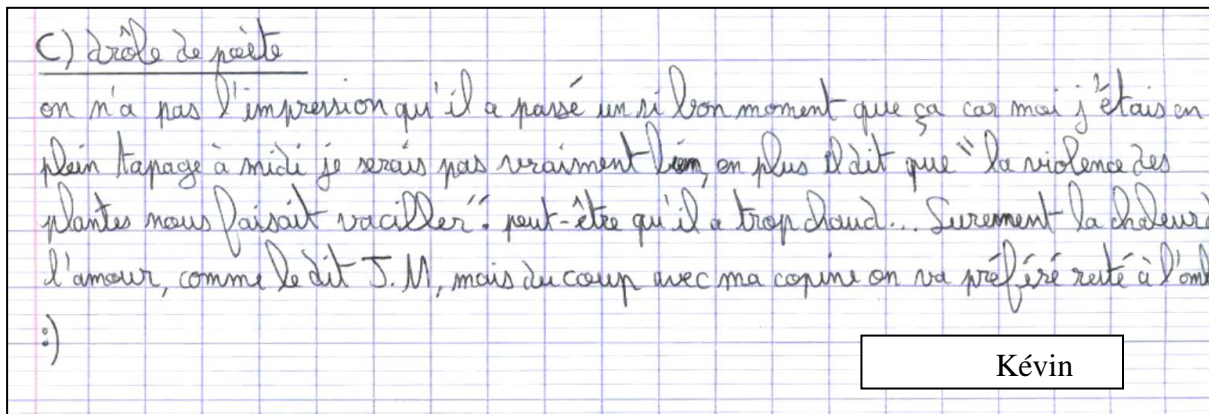 C) drôle de poète
on n'a pas l'impression qu'il a passé un si bon moment que ça car moi j'étais en
plein tapage à midi je serais pas vraiment bien, en plus il dit que "la violence des
plantes nous faisait vaciller". peut-être qu'il a trop chaud... Surement la chaleur d
l'amour, comme le dit J.M, mais du coup avec ma copine on va préféré resté à l'om
:)
Kévin